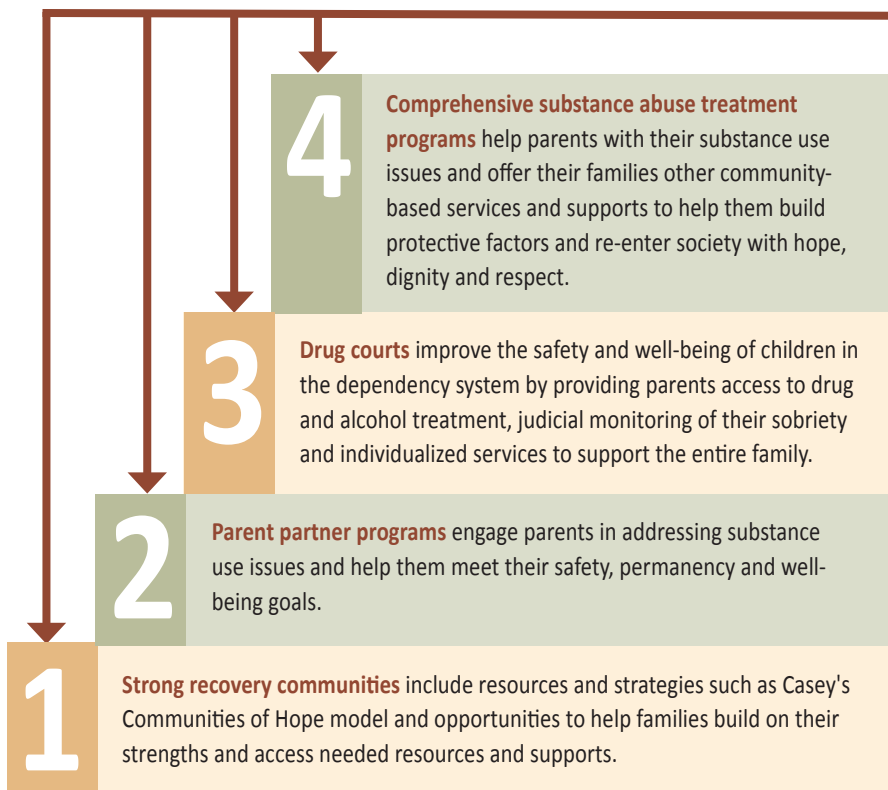 4
Comprehensive substance abuse treatment
programs help parents with their substance use
issues and offer their families other community-
based services and supports to help them build
protective factors and re-enter society with hope,
dignity and respect.
3
Drug courts improve the safety and well-being of children in
the dependency system by providing parents access to drug
and alcohol treatment, judicial monitoring of their sobriety
and individualized services to support the entire family.
2
Parent partner programs engage parents in addressing substance
use issues and help them meet their safety, permanency and well-
being goals.
1
Strong recovery communities include resources and strategies such as Casey's
Communities of Hope model and opportunities to help families build on their
strengths and access needed resources and supports.